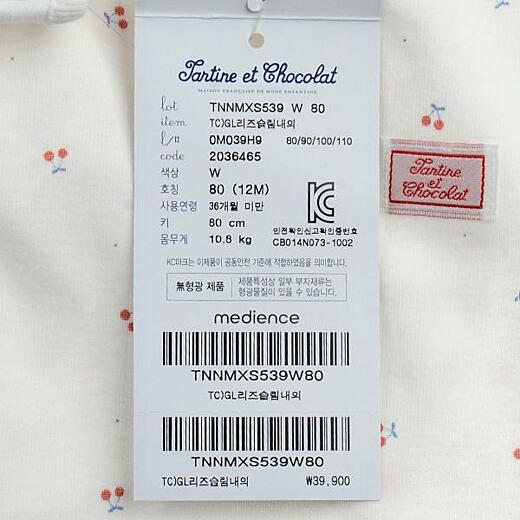 Tartine et Chocolat
MAISON FRANÇAISE DE MODE ENFANTINE
lot TNNMXS539 W 80
item TC)GL리즈슬림내의
l/# 0M039H9 80/90/100/110
code 2036465
색상 W
호칭 80 (12M)
사용연령 36개월 미만
키 80 cm
몸무게 10.8 kg
안전확인신고확인증번호
CB014N073-1002
KC마크는 이제품이 공통안전 기준에 적합하였음을 의미합니다.
無형광 제품
제품특성상 일부 부자재류는
형광물질이 있을 수 있습니다.
medience
TNNMXS539W80
TC)GL리즈슬림내의
TNNMXS539W80
TC)GL리즈슬림내의 ₩39,900
Tartine
et
Chocolat